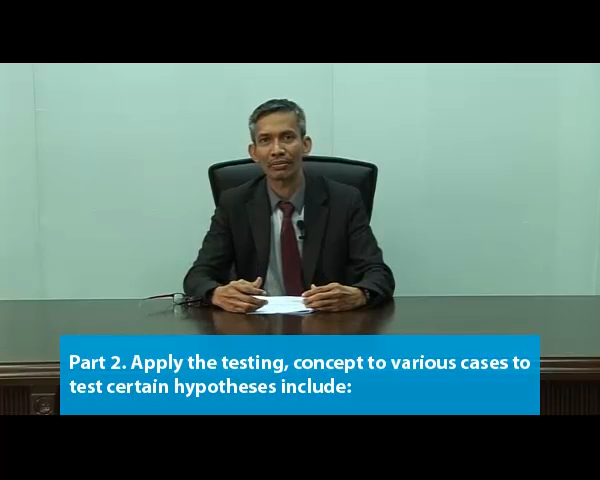 Part 2. Apply the testing, concept to various cases to
test certain hypotheses include: